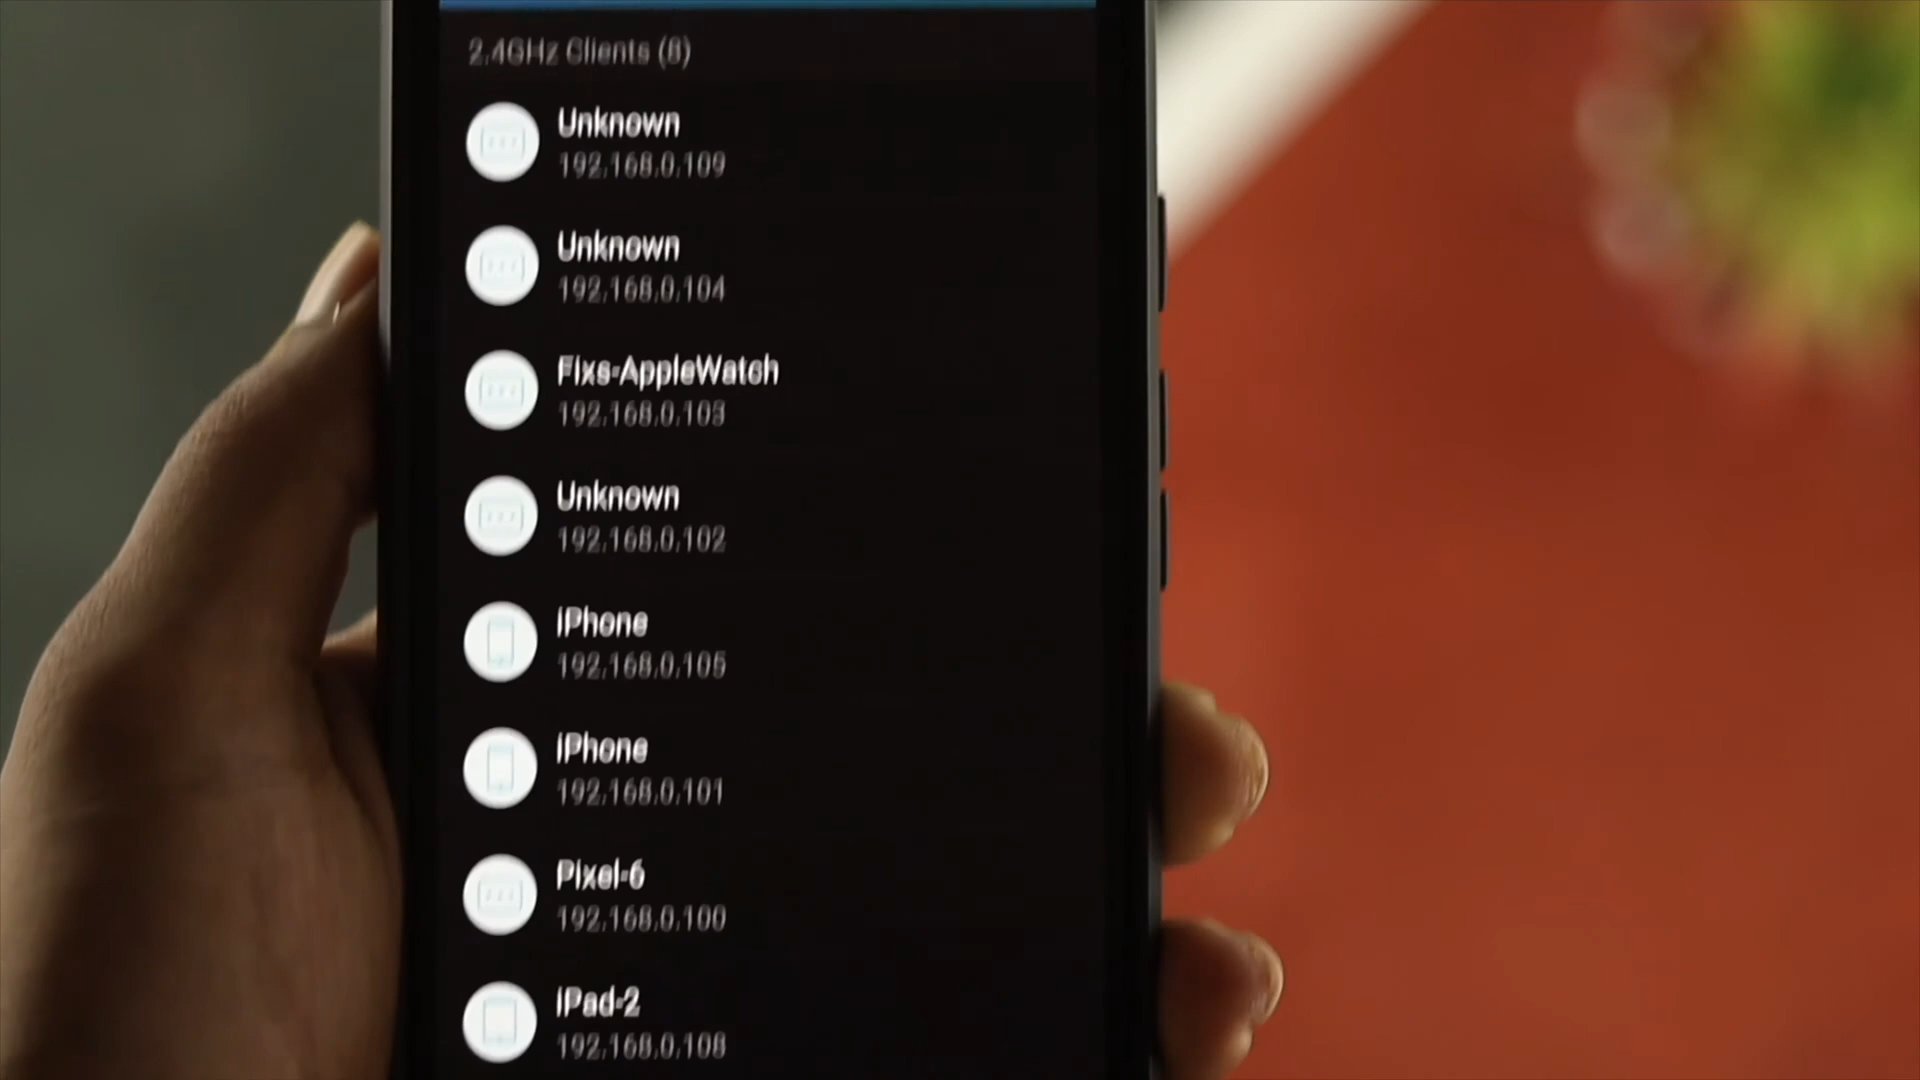 2.4GHz Clients (8)
Unknown
192.168.0.109
Unknown
192.168.0.104
Fixs-AppleWatch
192.168.0.103
Unknown
192.168.0.102
iPhone
192.168.0.105
iPhone
192.168.0.101
Pixel-6
192.168.0.100
iPad-2
192.168.0.108